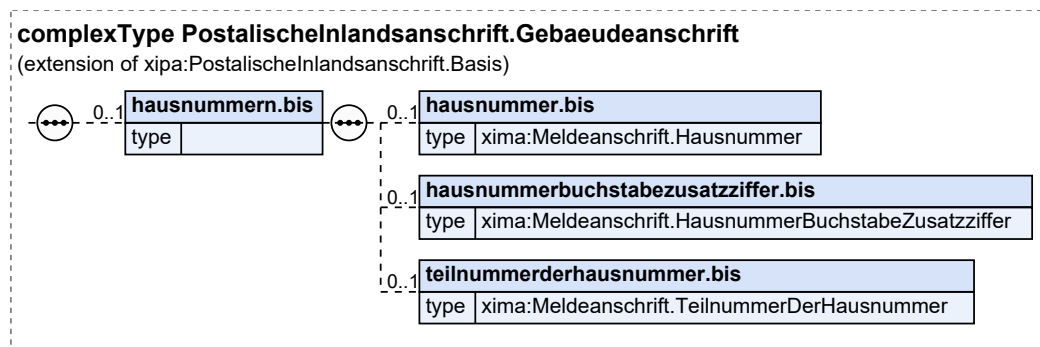 complexType PostalischeInlandsanschrift.Gebaeudeanschrift
(extension of xipa:PostalischeInlandsanschrift.Basis)
0..1
hausnummern.bis
type
0..1
hausnummer.bis
type xima:Meldeanschrift.Hausnummer
0..1
hausnummerbuchstabezusatzziffer.bis
type xima:Meldeanschrift.HausnummerBuchstabeZusatzziffer
0..1
teilnummerderhausnummer.bis
type xima:Meldeanschrift.TeilnummerDerHausnummer